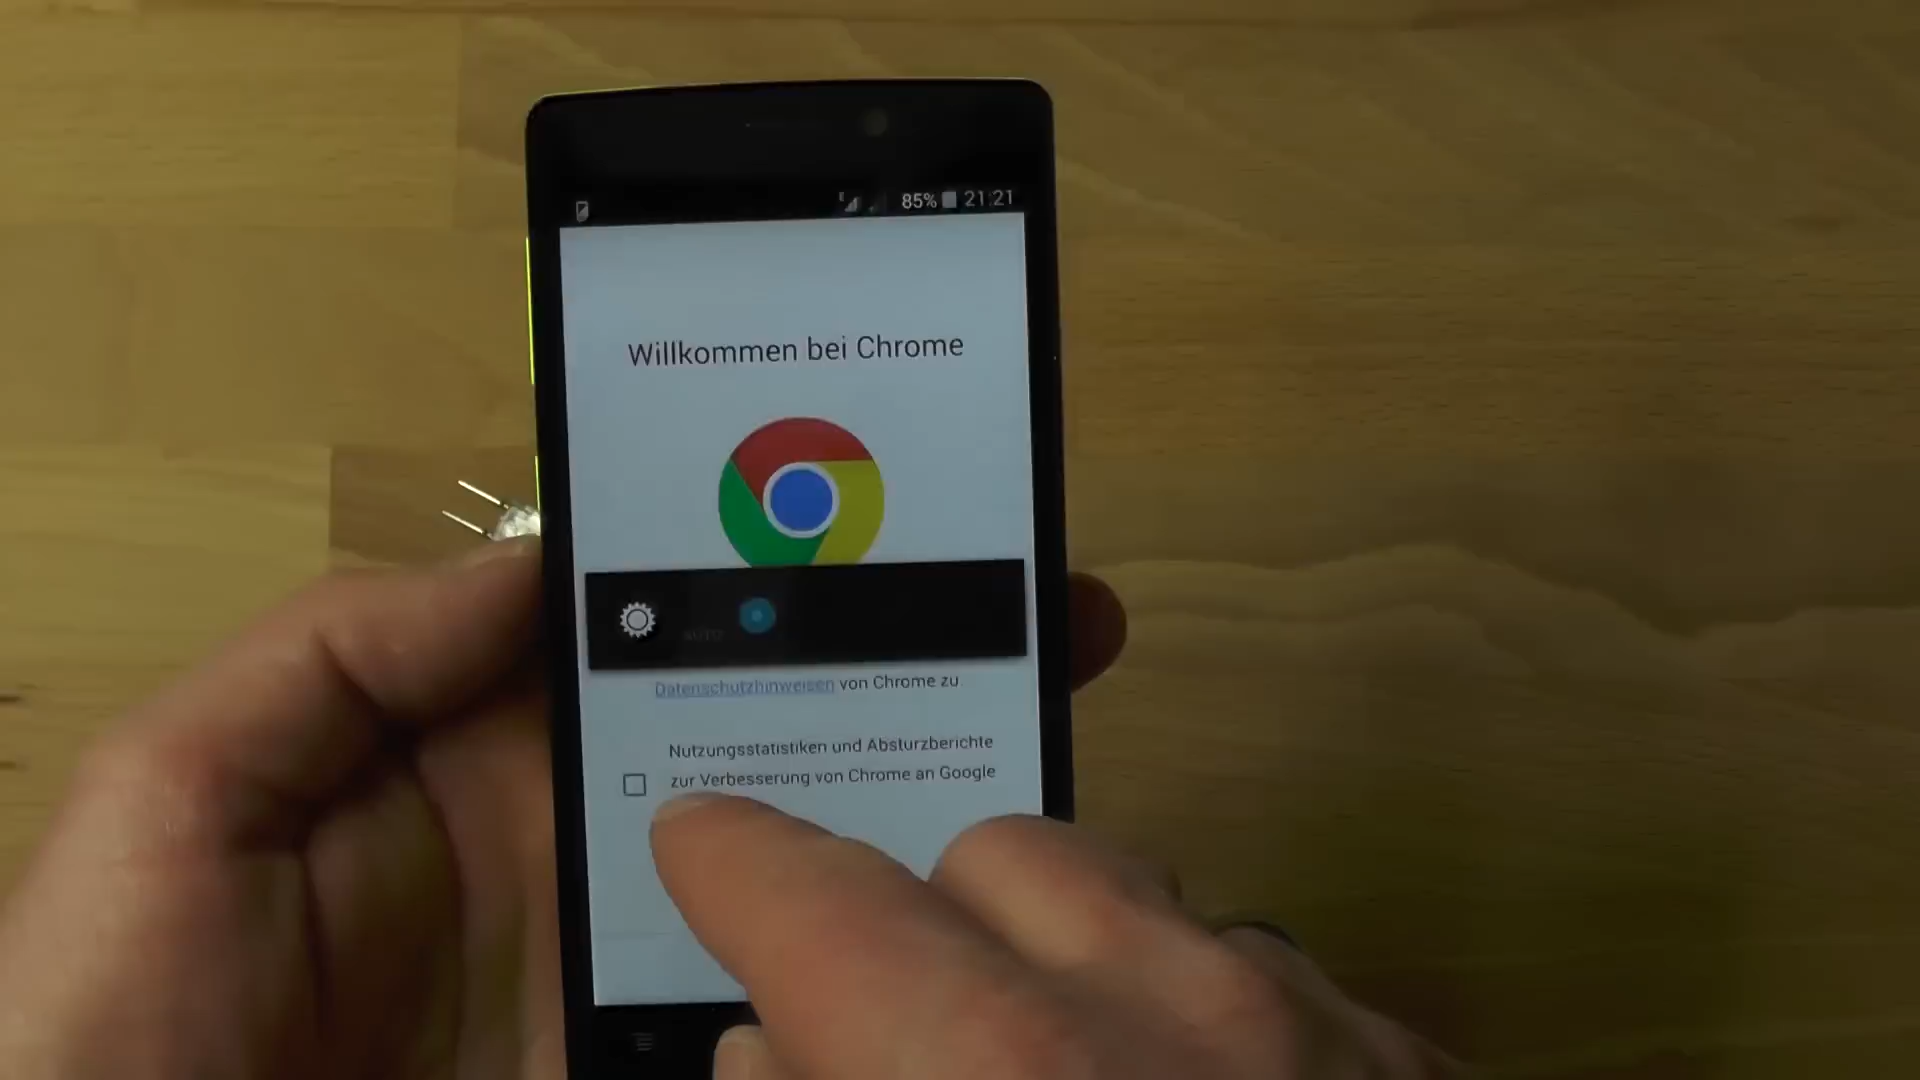 85% 21:21
Willkommen bei Chrome
AUTO
Datenschutzhinweisen von Chrome zu.
Nutzungsstatistiken und Absturzberichte
zur Verbesserung von Chrome an Google